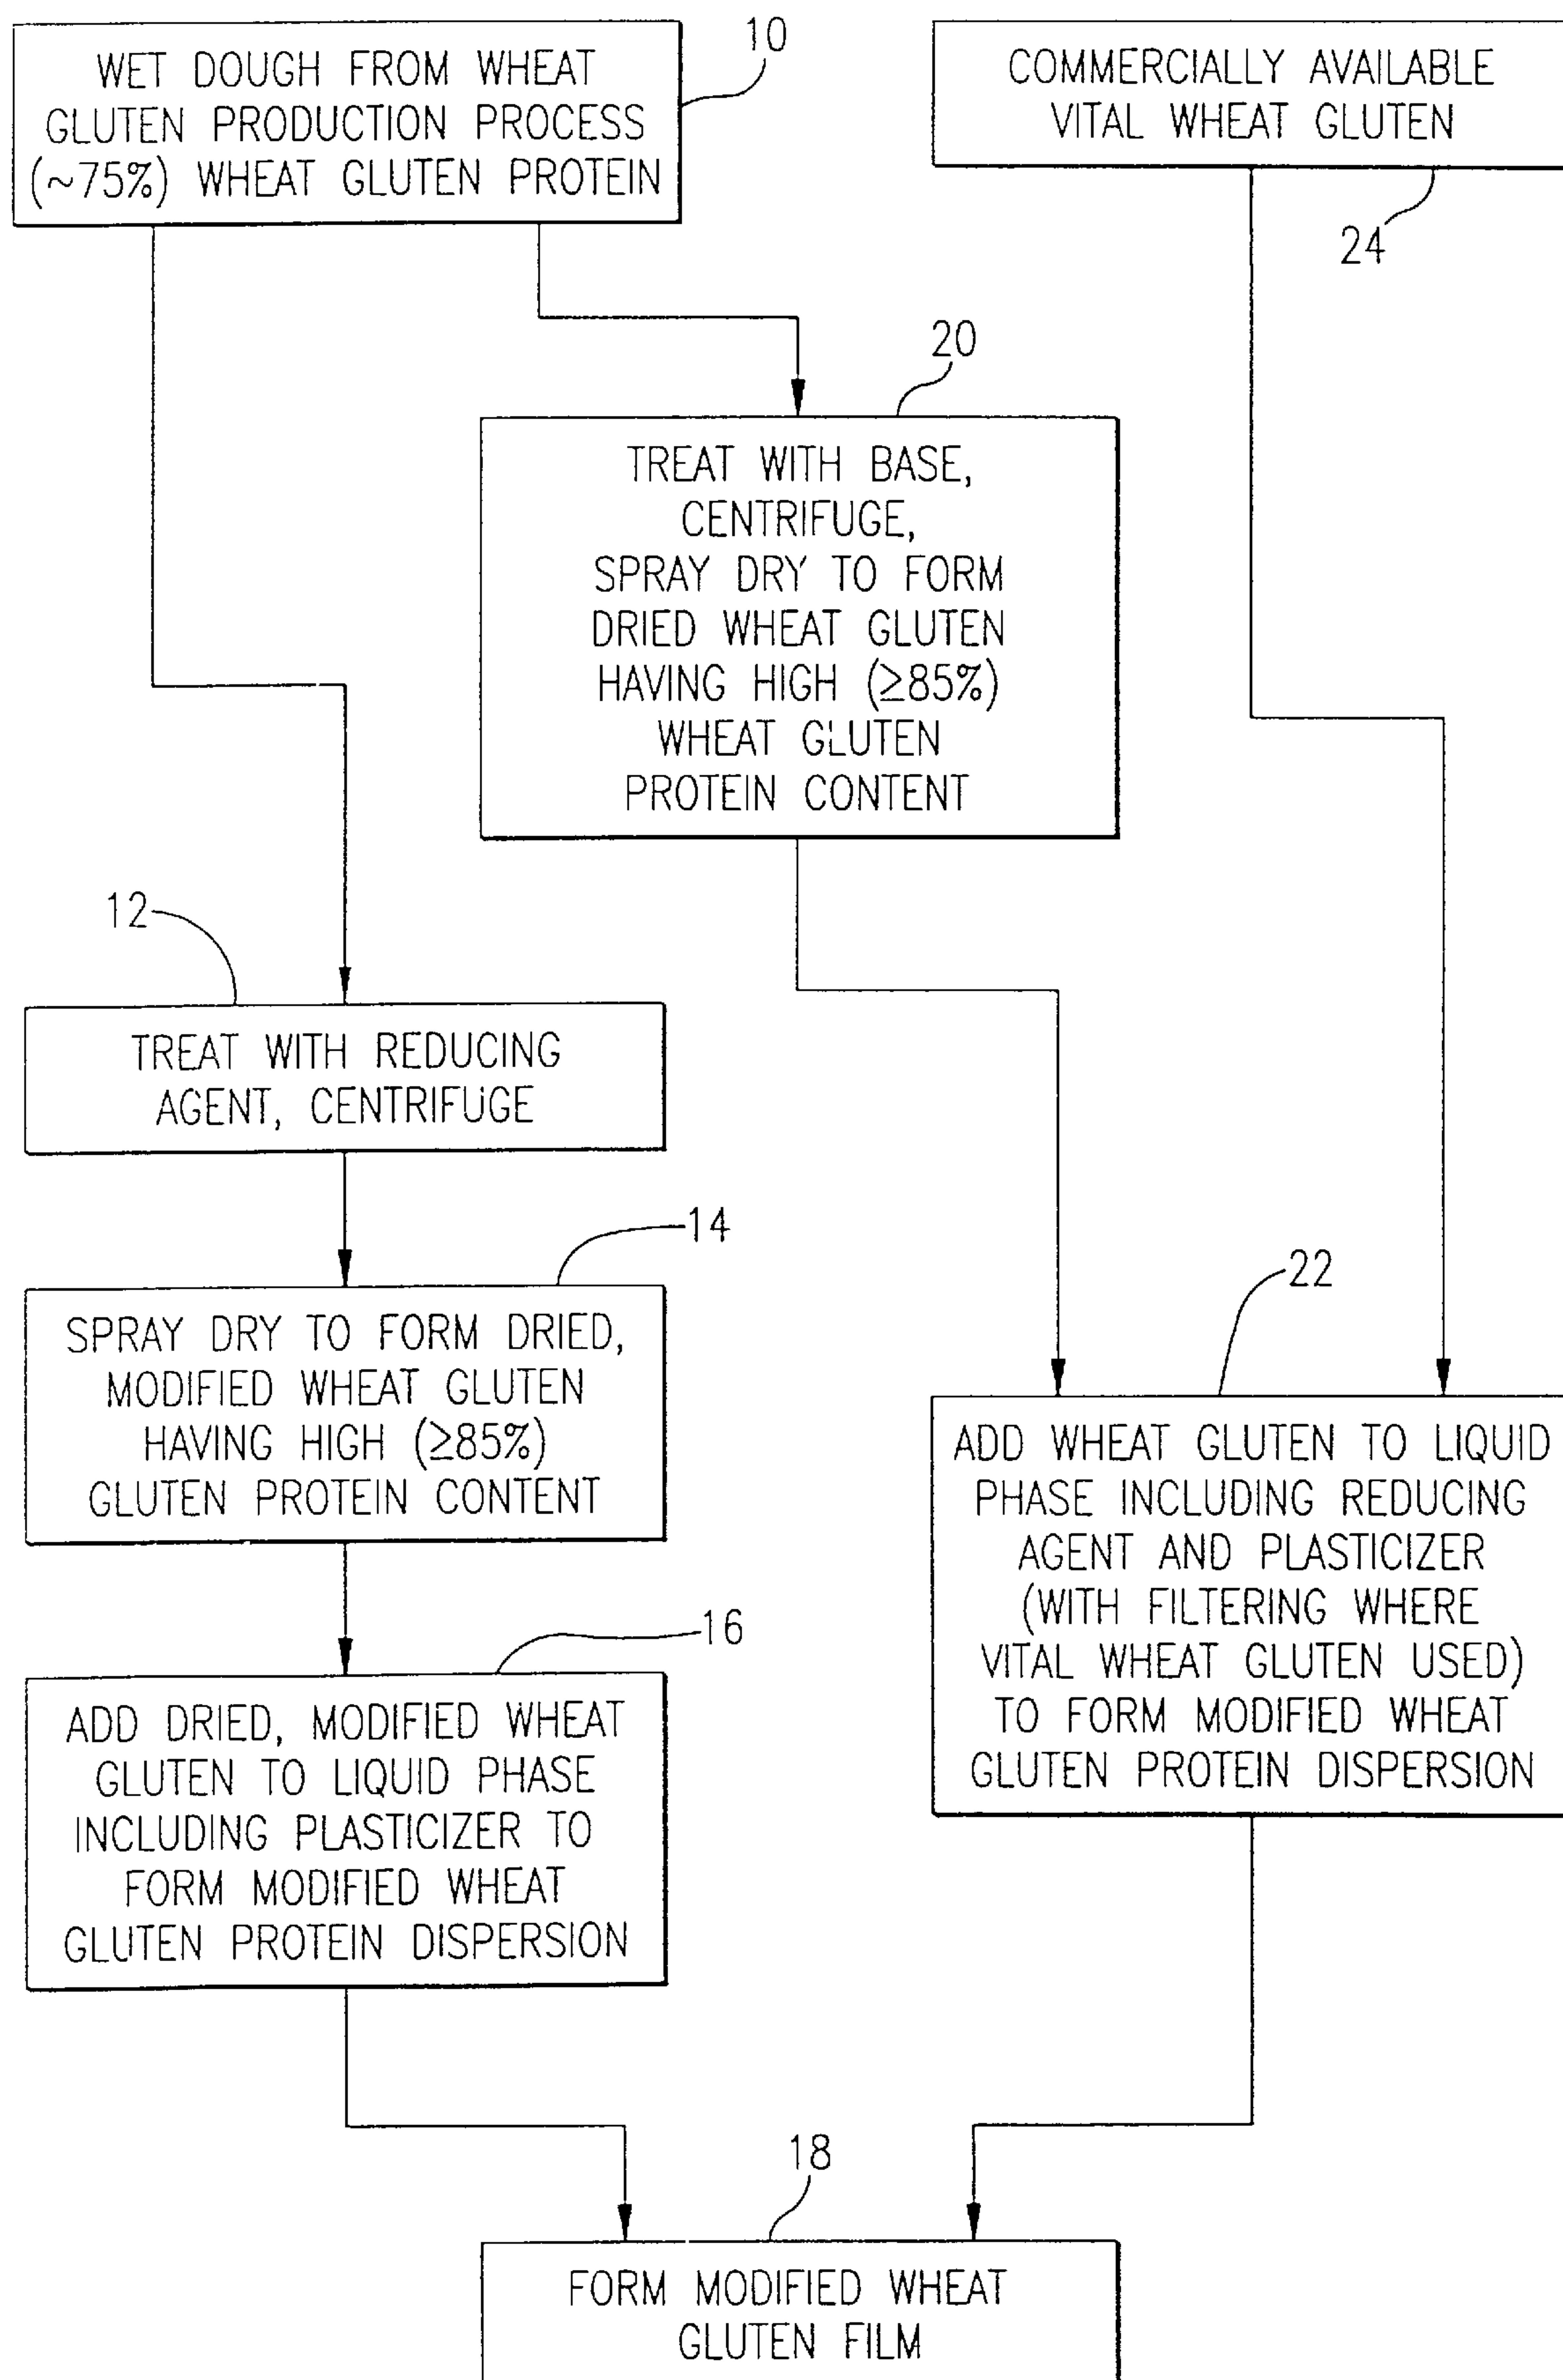 10
WET DOUGH FROM WHEAT
GLUTEN PRODUCTION PROCESS
(~75%) WHEAT GLUTEN PROTEIN
COMMERCIALLY AVAILABLE
VITAL WHEAT GLUTEN
24
20
TREAT WITH BASE,
CENTRIFUGE,
SPRAY DRY TO FORM
DRIED WHEAT GLUTEN
HAVING HIGH (≥85%)
WHEAT GLUTEN
PROTEIN CONTENT
12
TREAT WITH REDUCING
AGENT, CENTRIFUGE
14
SPRAY DRY TO FORM DRIED,
MODIFIED WHEAT GLUTEN
HAVING HIGH (≥85%)
GLUTEN PROTEIN CONTENT
22
ADD WHEAT GLUTEN TO LIQUID
PHASE INCLUDING REDUCING
AGENT AND PLASTICIZER
(WITH FILTERING WHERE
VITAL WHEAT GLUTEN USED)
TO FORM MODIFIED WHEAT
GLUTEN PROTEIN DISPERSION
16
ADD DRIED, MODIFIED WHEAT
GLUTEN TO LIQUID PHASE
INCLUDING PLASTICIZER TO
FORM MODIFIED WHEAT
GLUTEN PROTEIN DISPERSION
18
FORM MODIFIED WHEAT
GLUTEN FILM